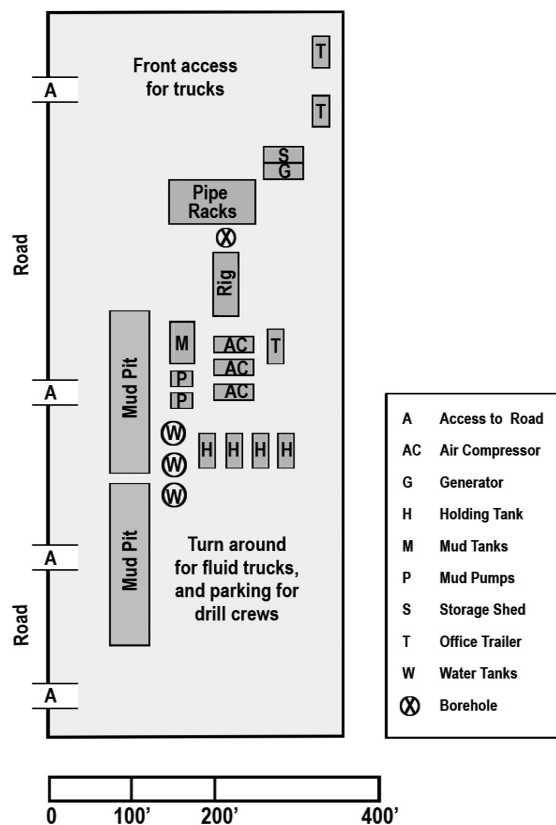 T
Front access
for trucks
A
T
S
G
Pipe
Racks
X
Road
Rig
M
AC
T
AC
Mud Pit
P
A
AC
P
W
H
H
H
H
W
W
Turn around
for fluid trucks,
and parking for
drill crews
Mud Pit
A
Road
A
A Access to Road
AC Air Compressor
G Generator
H Holding Tank
M Mud Tanks
P Mud Pumps
S Storage Shed
T Office Trailer
W Water Tanks
X Borehole
0 100' 200' 400'